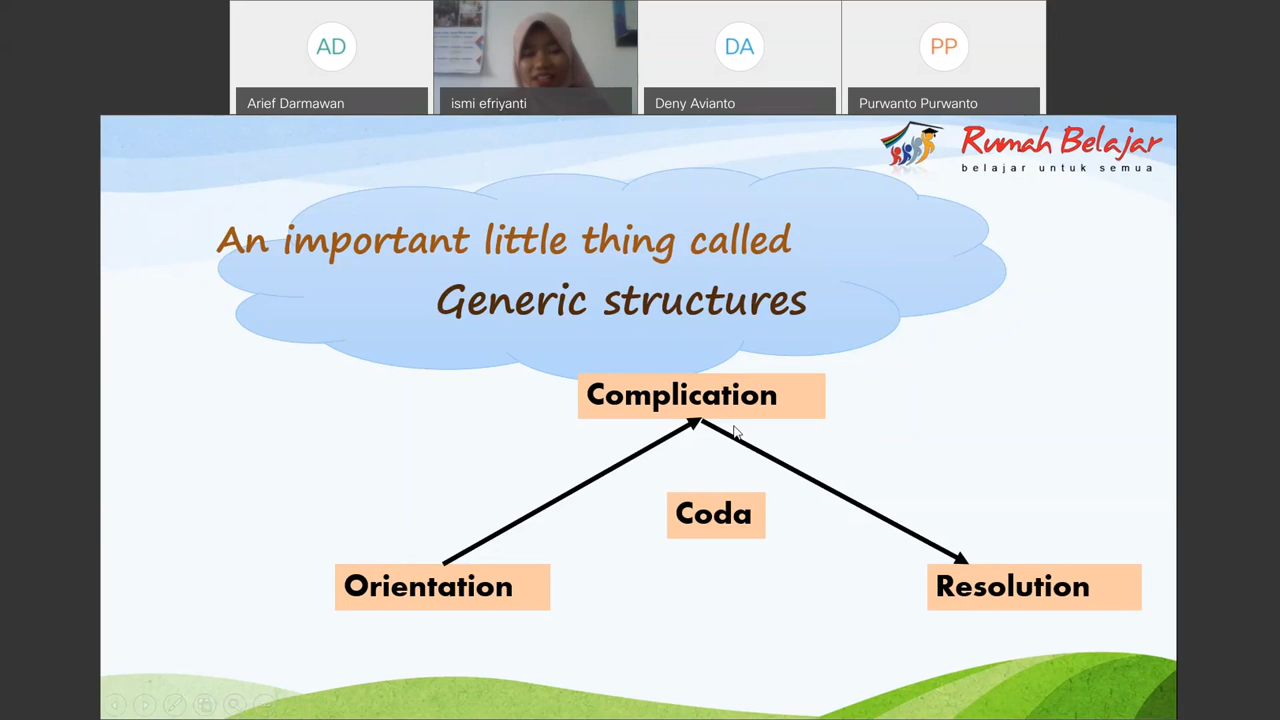 AD
DA
PP
Arief Darmawan
ismi efriyanti
Deny Avianto
Purwanto Purwanto
Rumah Belajar
belajar untuk semua
An important little thing called
Generic structures
Complication
Coda
Orientation
Resolution